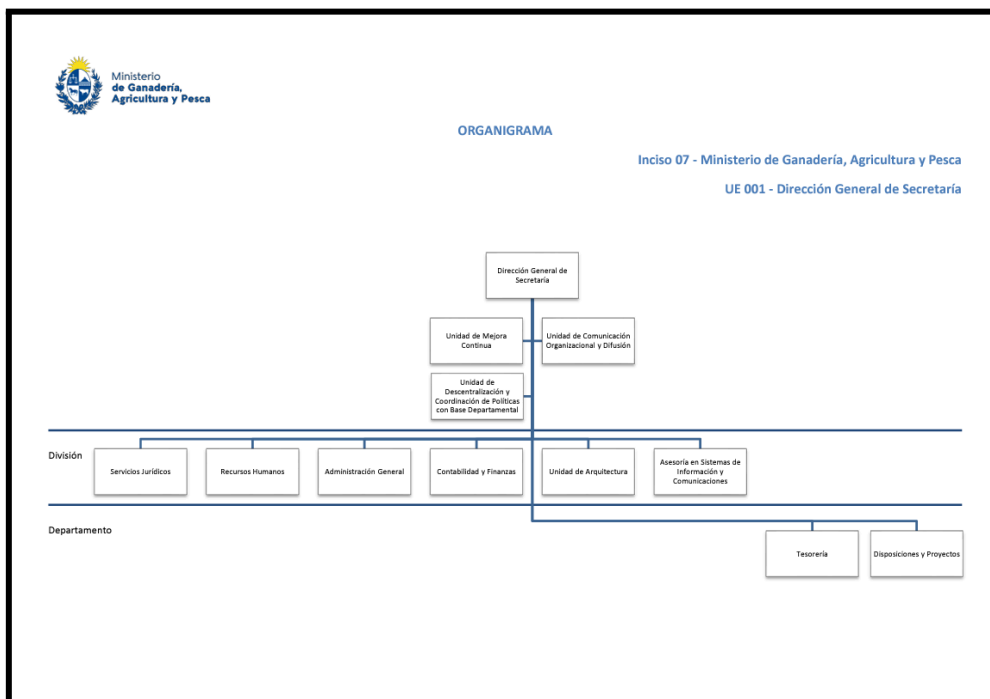 Ministerio
de Ganadería,
Agricultura y Pesca
ORGANIGRAMA
Inciso 07 - Ministerio de Ganadería, Agricultura y Pesca
UE 001 - Dirección General de Secretaría
Dirección General de
Secretaría
Unidad de Mejora
Continua
Unidad de Comunicación
Organizacional y Difusión
Unidad de
Descentralización y
Coordinación de Políticas
con Base Departamental
División
Servicios Jurídicos
Recursos Humanos
Administración General
Contabilidad y Finanzas
Unidad de Arquitectura
Asesoría en Sistemas de
Información y
Comunicaciones
Departamento
Tesorería
Disposiciones y Proyectos